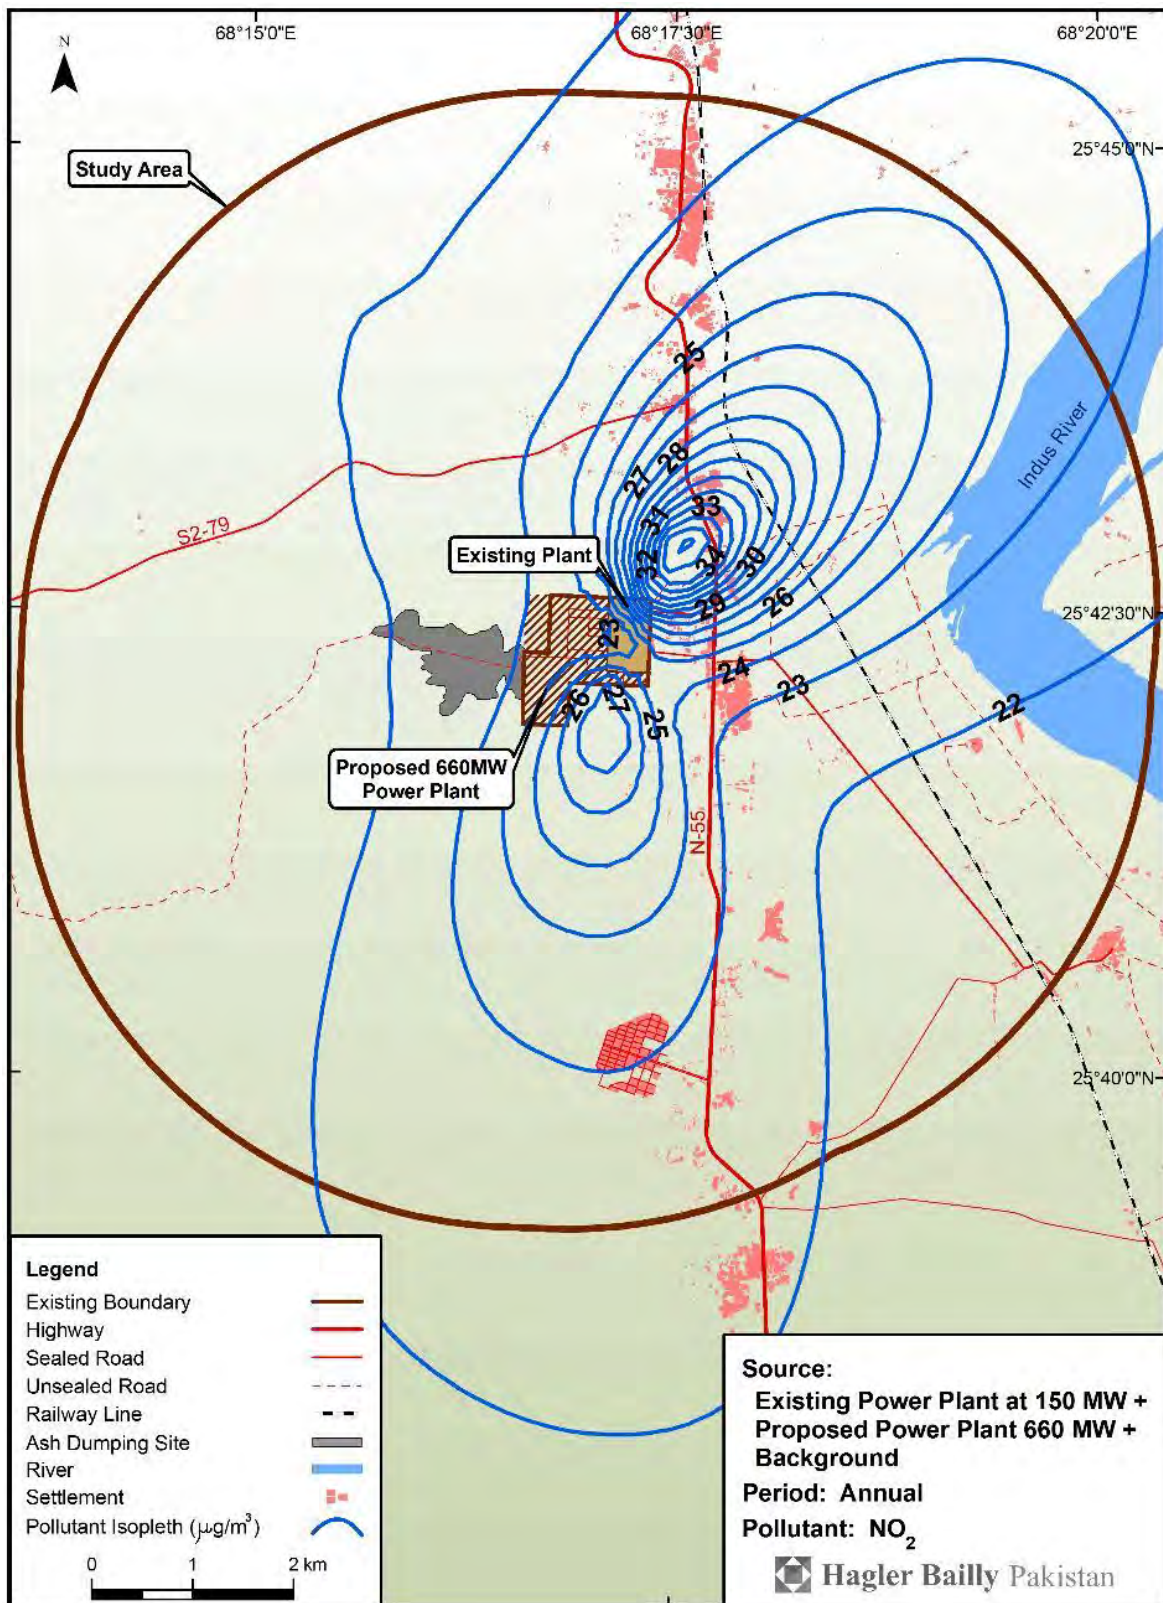 68°15'0"E
68°17'30"E
68°20'0"E
N
25°45'0"N
Study Area
25
Indus River
28
27
33
31
S2-79
Existing Plant
32
34
30
29
26
25°42'30"N
23
24
23
22
26
27
25
Proposed 660MW
Power Plant
N-55
25°40'0"N
Legend
Existing Boundary
Highway
Sealed Road
Unsealed Road
Railway Line
Ash Dumping Site
River
Settlement
Pollutant Isopleth (µg/m³)
0 1 2 km
Source:
Existing Power Plant at 150 MW +
Proposed Power Plant 660 MW +
Background
Period: Annual
Pollutant: NO₂
Hagler Bailly Pakistan